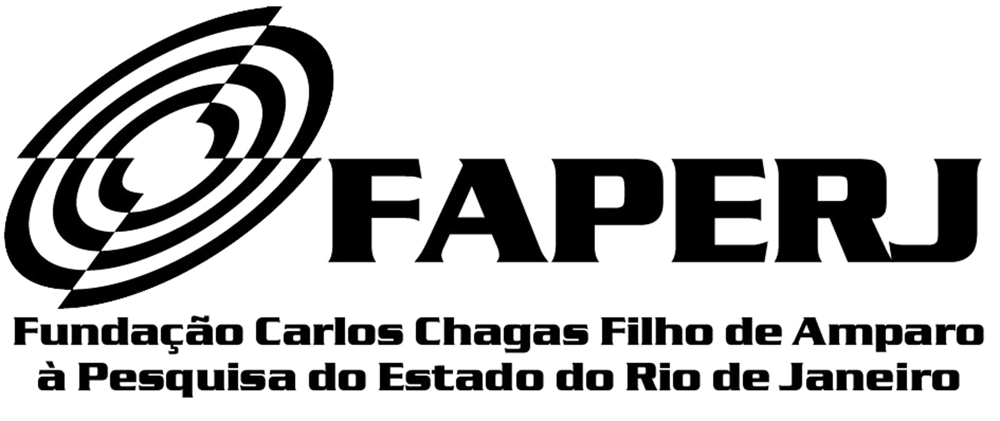 FAPERJ
Fundação Carlos Chagas Filho de Amparo
à Pesquisa do Estado do Rio de Janeiro